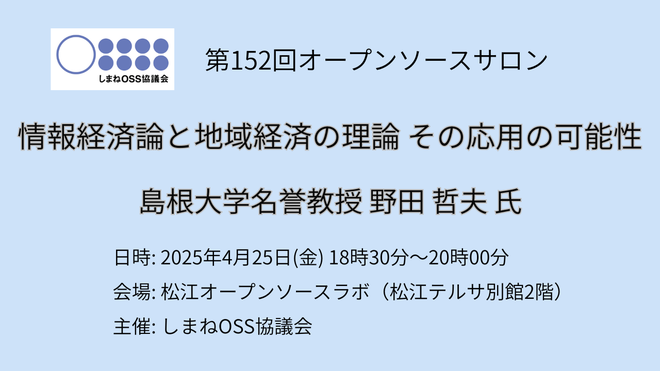 しまねOSS協議会
第152回オープンソースサロン
情報経済論と地域経済の理論 その応用の可能性
島根大学名誉教授 野田 哲夫 氏
日時: 2025年4月25日(金) 18時30分～20時00分
会場: 松江オープンソースラボ（松江テルサ別館2階）
主催: しまねOSS協議会